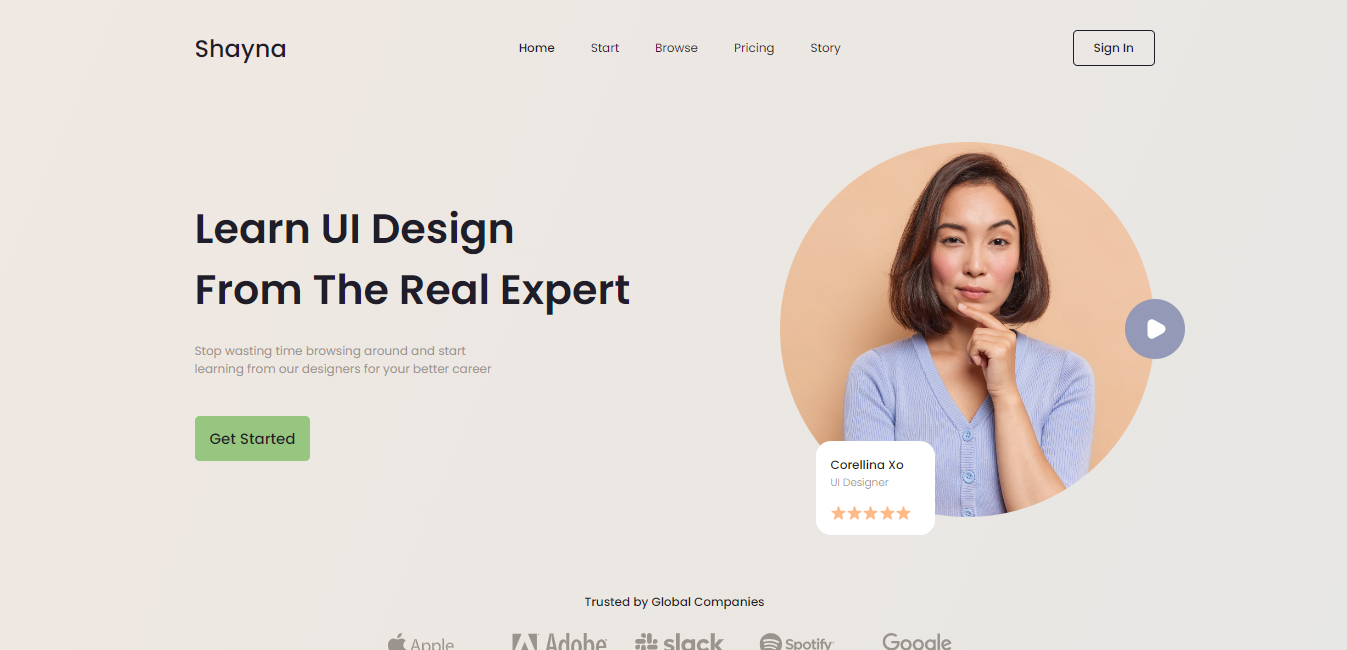 Shayna
Home Start Browse Pricing Story
Sign In
Learn UI Design
From The Real Expert
Stop wasting time browsing around and start
learning from our designers for your better career
Get Started
Corellina Xo
UI Designer
Trusted by Global Companies
Apple Adobe slack Spotify Google